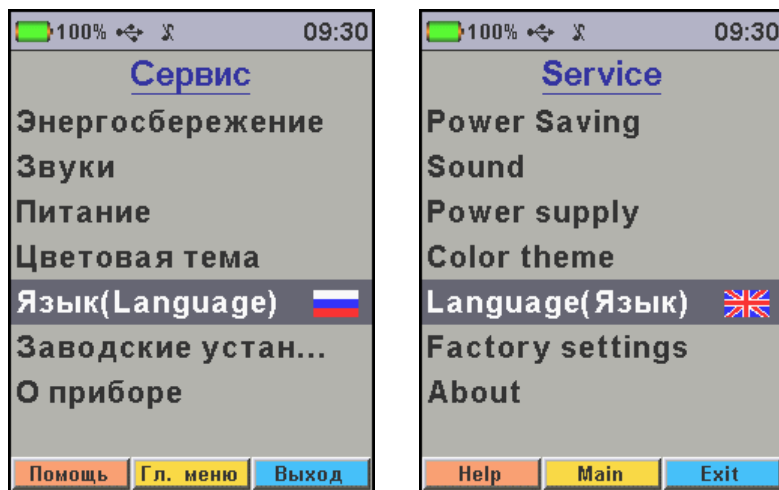 100% 09:30
Сервис
Энергосбережение
Звуки
Питание
Цветовая тема
Язык(Language)
Заводские устан...
О приборе
Помощь Гл. меню Выход
100% 09:30
Service
Power Saving
Sound
Power supply
Color theme
Language(Язык)
Factory settings
About
Help Main Exit